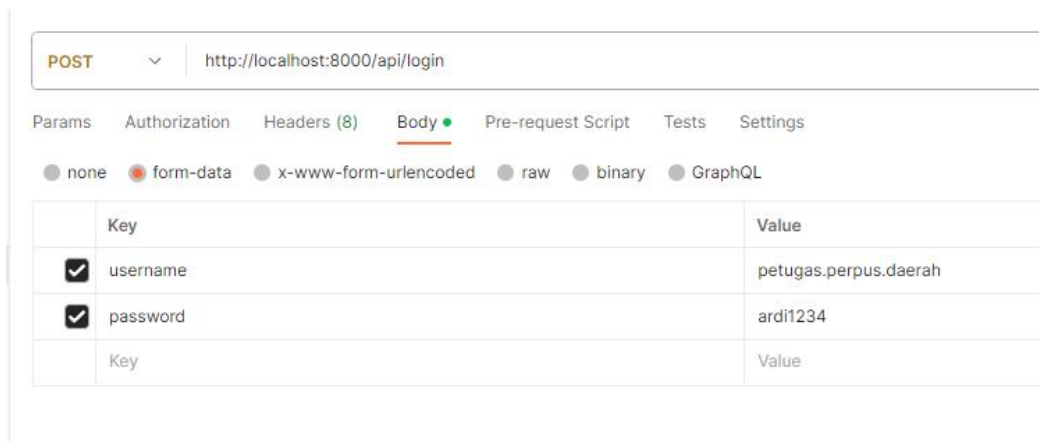 POST http://localhost:8000/api/login
Params Authorization Headers (8) Body Pre-request Script Tests Settings
none form-data x-www-form-urlencoded raw binary GraphQL
Key Value
username petugas.perpus.daerah
password ardi1234
Key Value